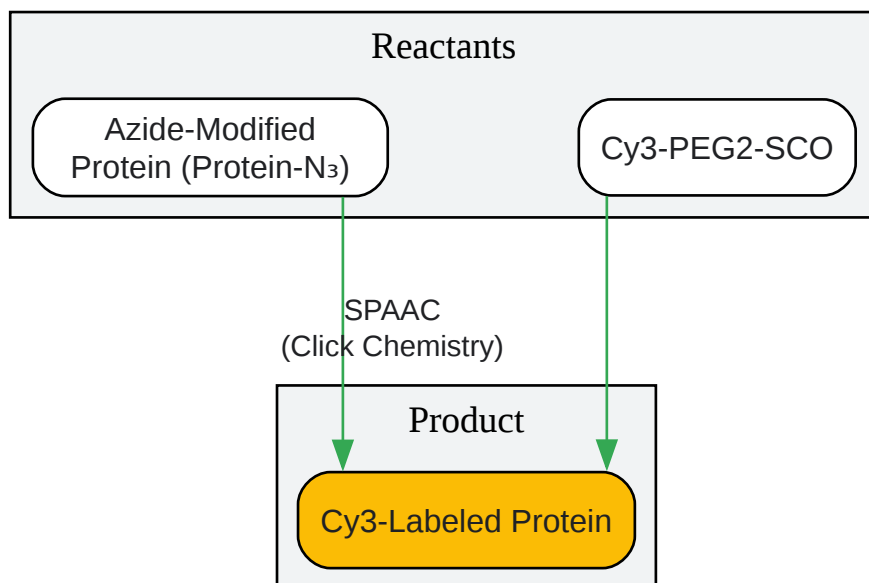 Reactants
Azide-Modified
Protein (Protein-N₃)
Cy3-PEG2-SCO
SPAAC
(Click Chemistry)
Product
Cy3-Labeled Protein